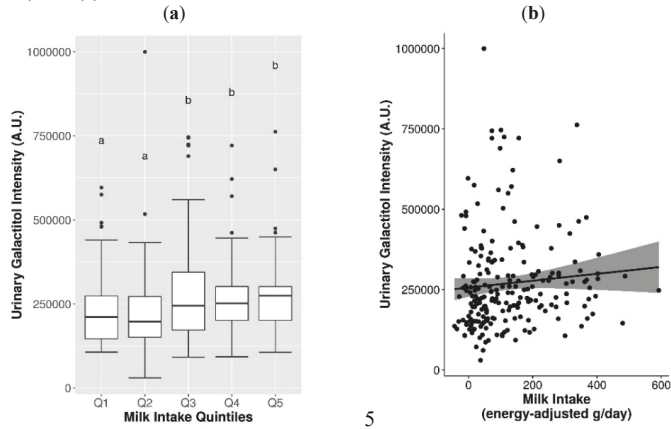 (a)
1000000
750000
500000
250000
0
Urinary Galactitol Intensity (A.U.)
a
a
b
b
b
Q1 Q2 Q3 Q4 Q5
Milk Intake Quintiles
(b)
1000000
750000
500000
250000
0
Urinary Galactitol Intensity (A.U.)
0 200 400 600
Milk Intake
(energy-adjusted g/day)
5